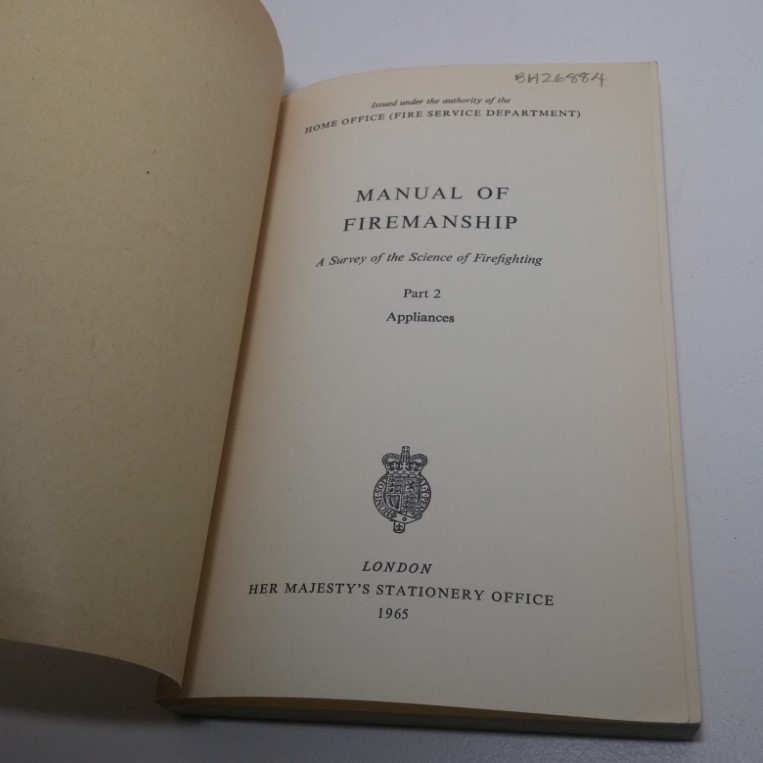 BH26884
Issued under the authority of the
HOME OFFICE (FIRE SERVICE DEPARTMENT)
MANUAL OF
FIREMANSHIP
A Survey of the Science of Firefighting
Part 2
Appliances
LONDON
HER MAJESTY'S STATIONERY OFFICE
1965